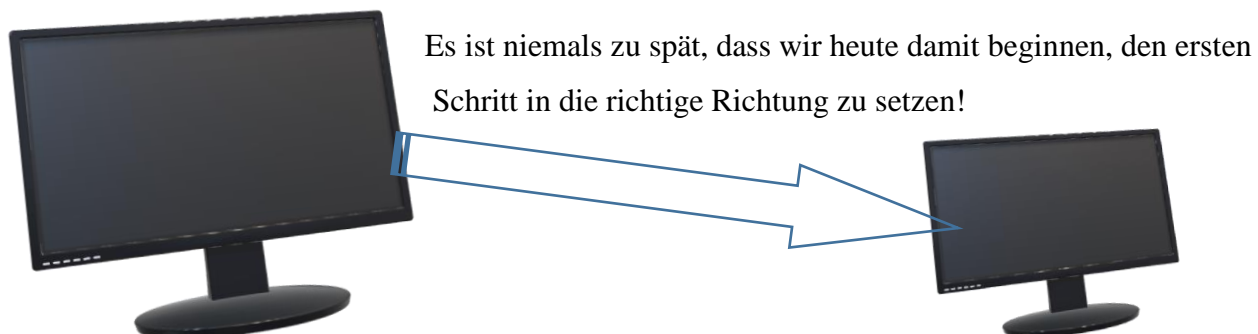 Es ist niemals zu spät, dass wir heute damit beginnen, den ersten
Schritt in die richtige Richtung zu setzen!